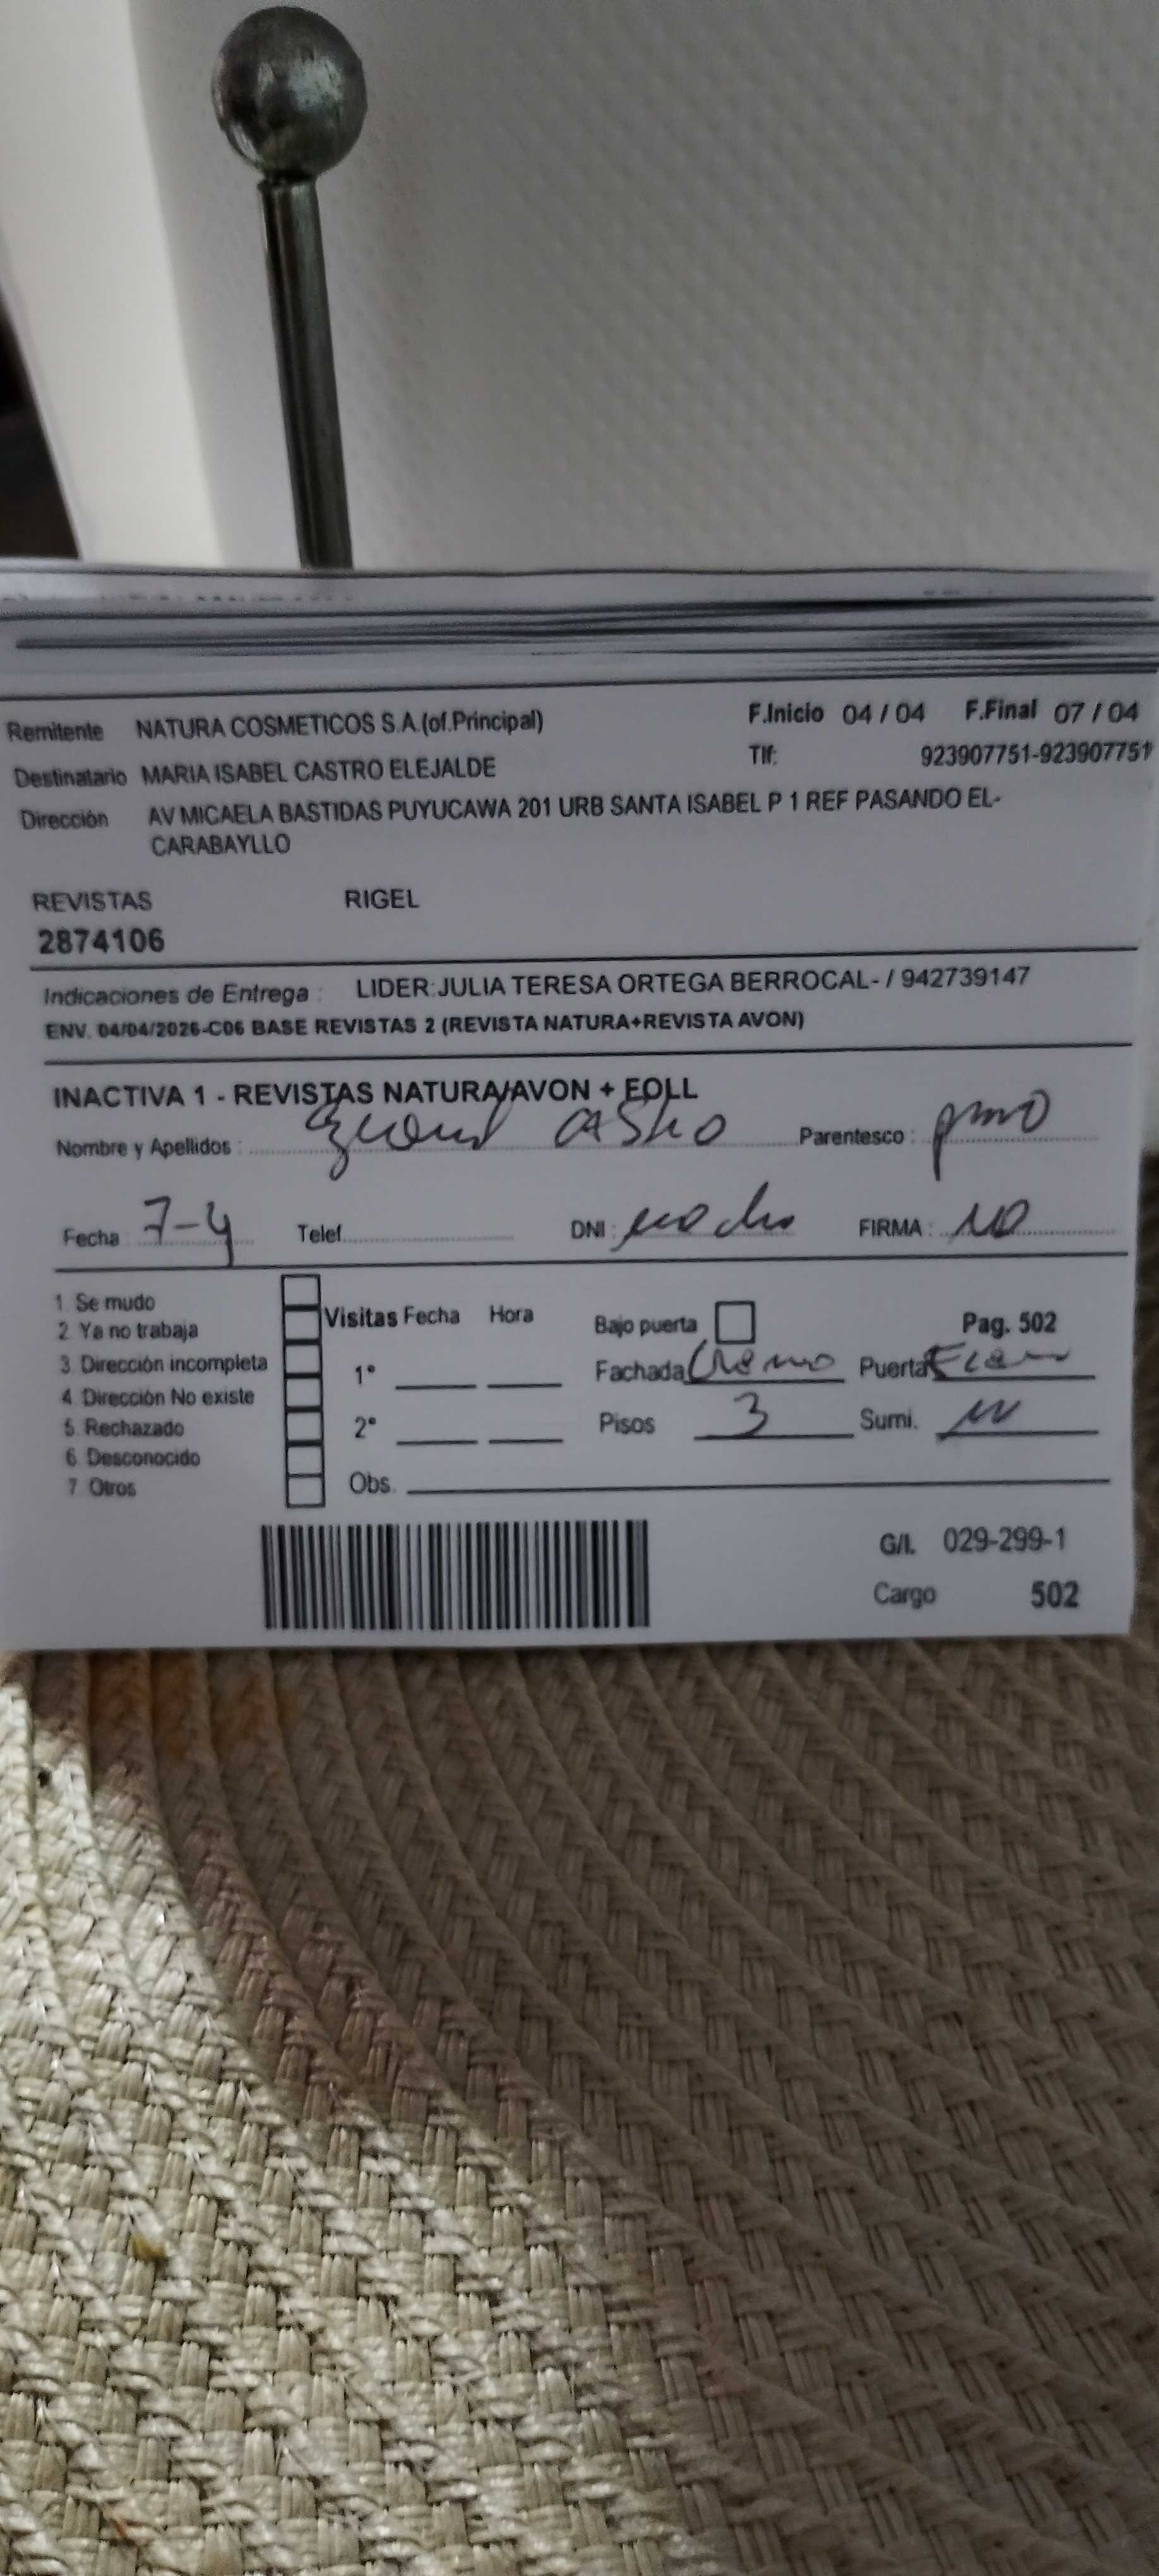 Remitente NATURA COSMETICOS S.A.(of.Principal) F.Inicio 04 / 04 F.Final 07 / 04
Destinatario MARIA ISABEL CASTRO ELEJALDE Tlf: 923907751-923907751
Dirección AV MICAELA BASTIDAS PUYUCAWA 201 URB SANTA ISABEL P 1 REF PASANDO EL-
CARABAYLLO
REVISTAS RIGEL
2874106
Indicaciones de Entrega : LIDER:JULIA TERESA ORTEGA BERROCAL- / 942739147
ENV. 04/04/2026-C06 BASE REVISTAS 2 (REVISTA NATURA+REVISTA AVON)
INACTIVA 1 - REVISTAS NATURA/AVON + FOLL
Nombre y Apellidos : Castro Parentesco : primo
Fecha : 7-4 Telef. DNI : FIRMA : no
1. Se mudo
2. Ya no trabaja
3. Dirección incompleta
4. Dirección No existe
5. Rechazado
6. Desconocido
7. Otros
Visitas Fecha Hora
1°
2°
Obs.
Bajo puerta Pag. 502
Fachada Cremo Puerta
Pisos 3 Sumi.
G/I. 029-299-1
Cargo 502